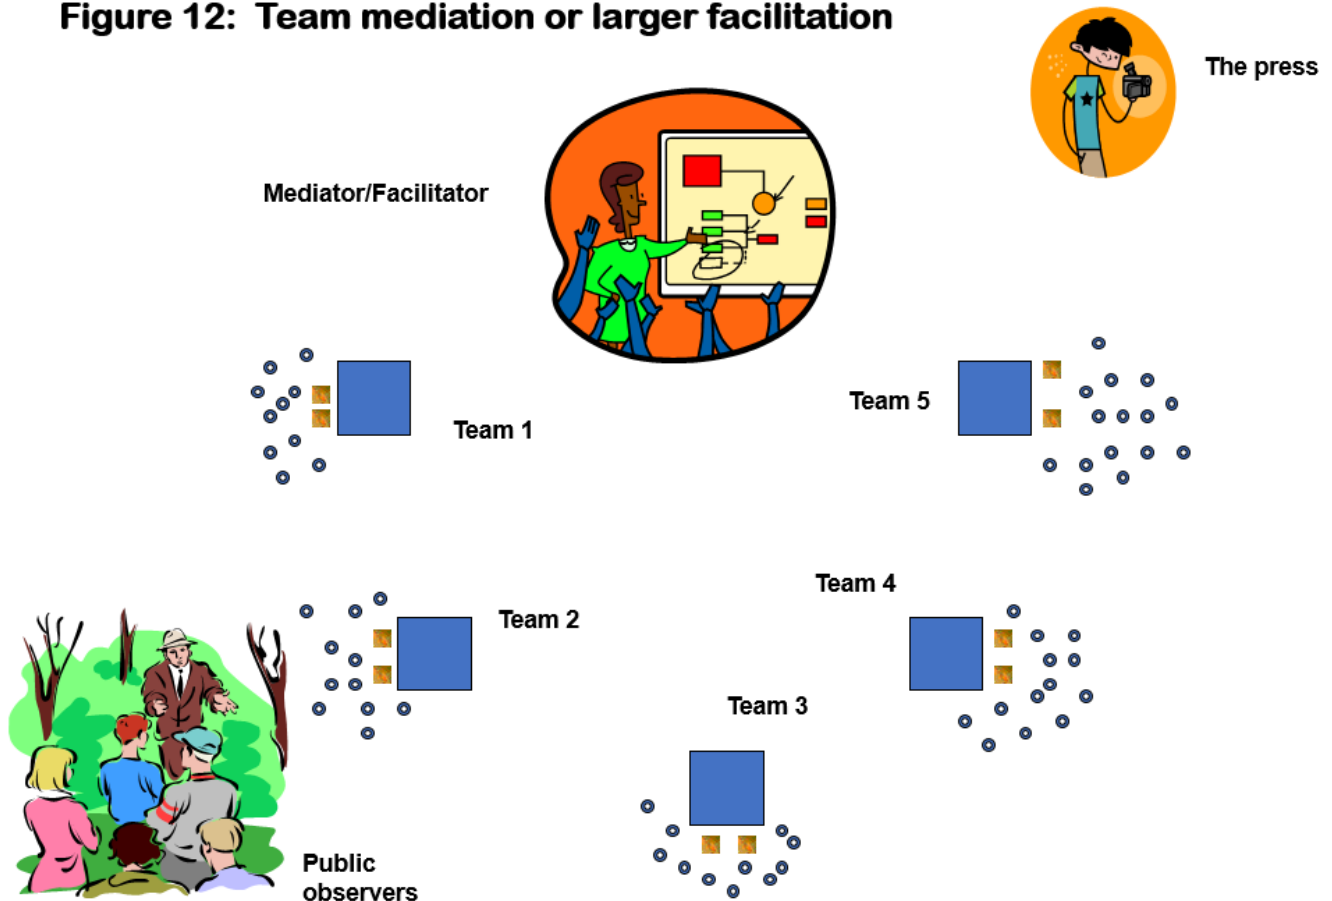 Figure 12:  Team mediation or larger facilitation
The press
Mediator/Facilitator
Team 1
Team 5
Team 2
Team 4
Team 3
Public
observers